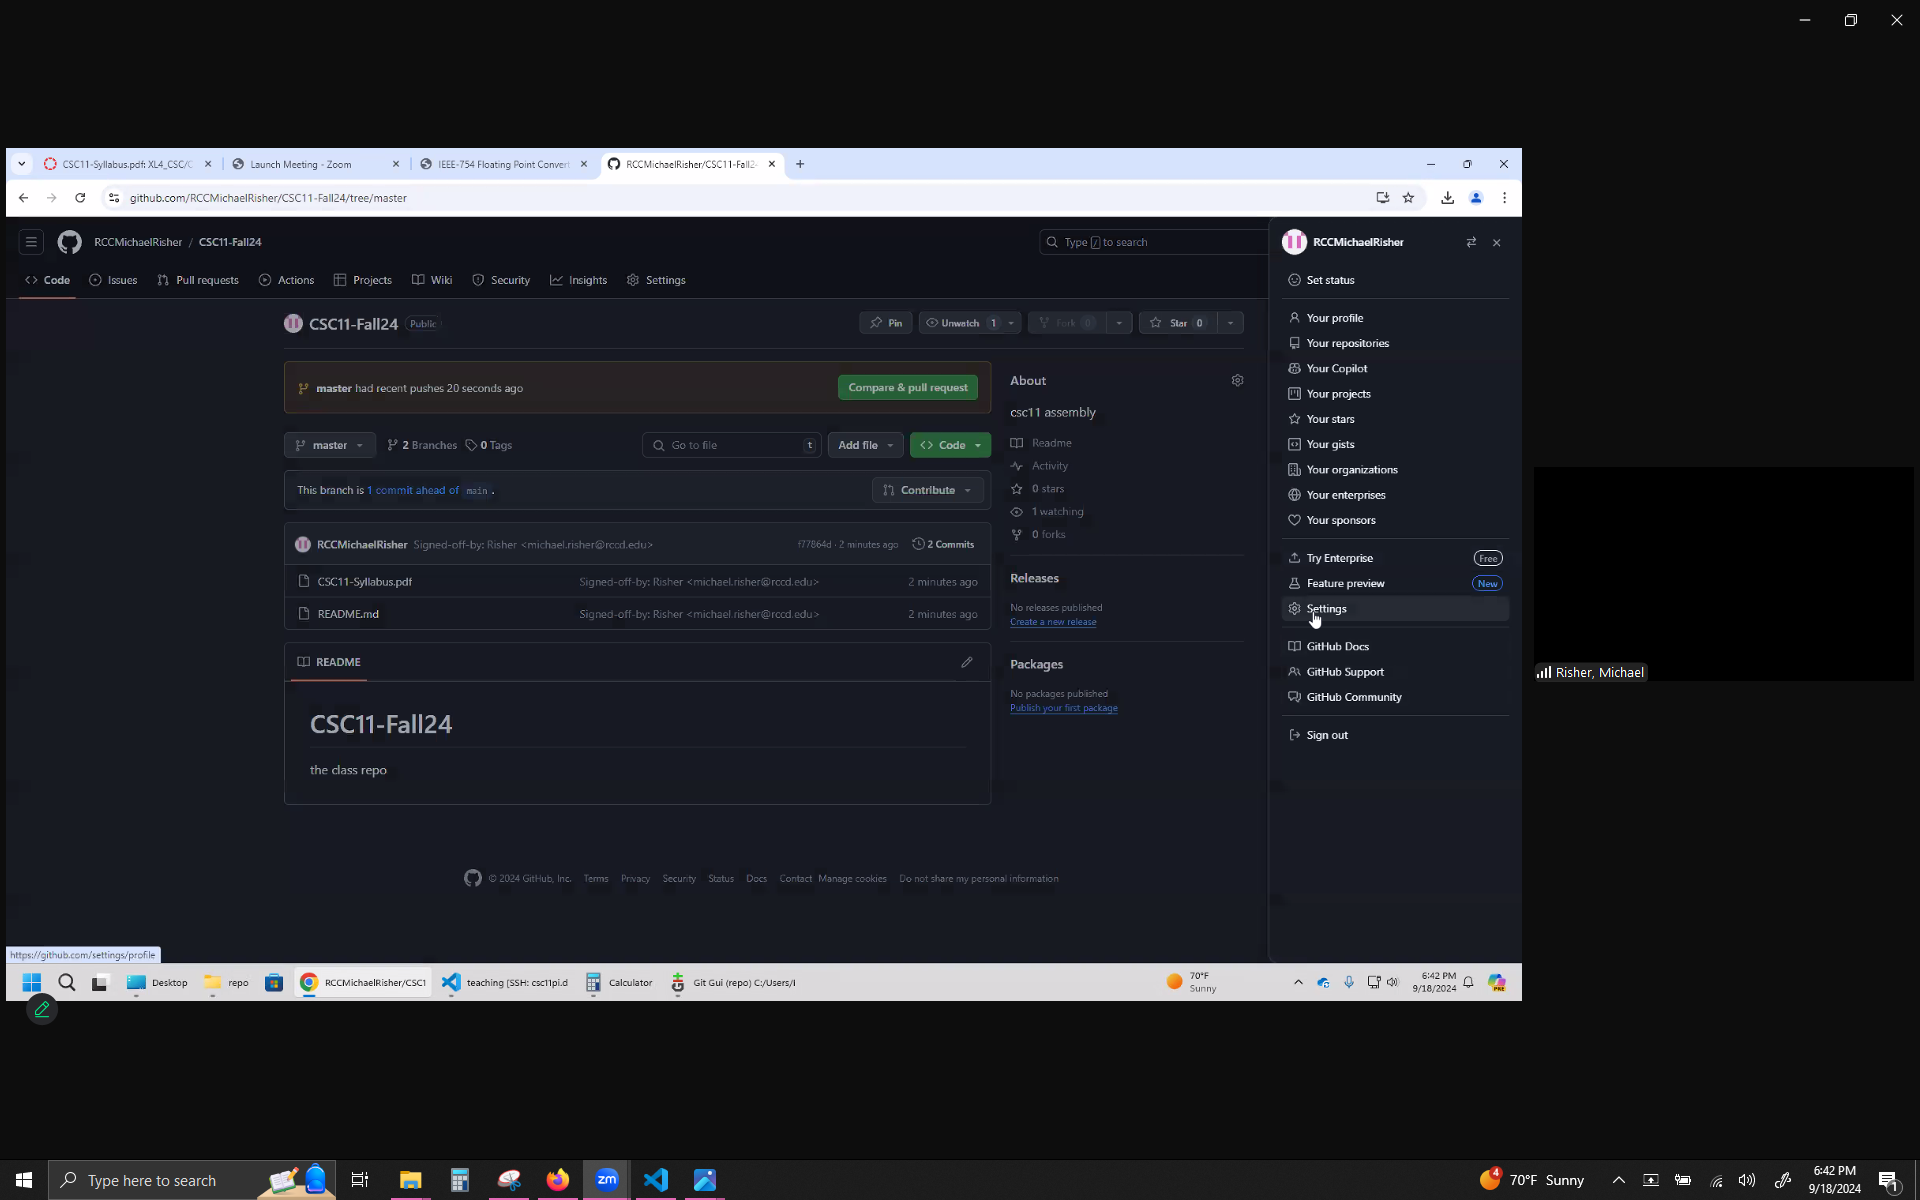 CSC11-Syllabus.pdf: XL4_CSC/C
Launch Meeting - Zoom
IEEE-754 Floating Point Convert
RCCMichaelRisher/CSC11-Fall2
github.com/RCCMichaelRisher/CSC11-Fall24/tree/master
RCCMichaelRisher / CSC11-Fall24
Type / to search
Code
Issues
Pull requests
Actions
Projects
Wiki
Security
Insights
Settings
CSC11-Fall24 Public
Pin
Unwatch 1
Fork 0
Star 0
master had recent pushes 20 seconds ago
Compare & pull request
master
2 Branches
0 Tags
Go to file t
Add file
Code
This branch is 1 commit ahead of main .
Contribute
RCCMichaelRisher Signed-off-by: Risher <michael.risher@rccd.edu> f77864d · 2 minutes ago 2 Commits
CSC11-Syllabus.pdf Signed-off-by: Risher <michael.risher@rccd.edu> 2 minutes ago
README.md Signed-off-by: Risher <michael.risher@rccd.edu> 2 minutes ago
README
CSC11-Fall24
the class repo
About
csc11 assembly
Readme
Activity
0 stars
1 watching
0 forks
Releases
No releases published
Create a new release
Packages
No packages published
Publish your first package
© 2024 GitHub, Inc. Terms Privacy Security Status Docs Contact Manage cookies Do not share my personal information
RCCMichaelRisher
Set status
Your profile
Your repositories
Your Copilot
Your projects
Your stars
Your gists
Your organizations
Your enterprises
Your sponsors
Try Enterprise Free
Feature preview New
Settings
GitHub Docs
GitHub Support
GitHub Community
Sign out
Risher, Michael
https://github.com/settings/profile
Desktop
repo
RCCMichaelRisher/CSC1
teaching [SSH: csc11pi.d
Calculator
Git Gui (repo) C:/Users/I
70°F
Sunny
6:42 PM
9/18/2024
PRE
Type here to search
zm
4
70°F Sunny
6:42 PM
9/18/2024
1